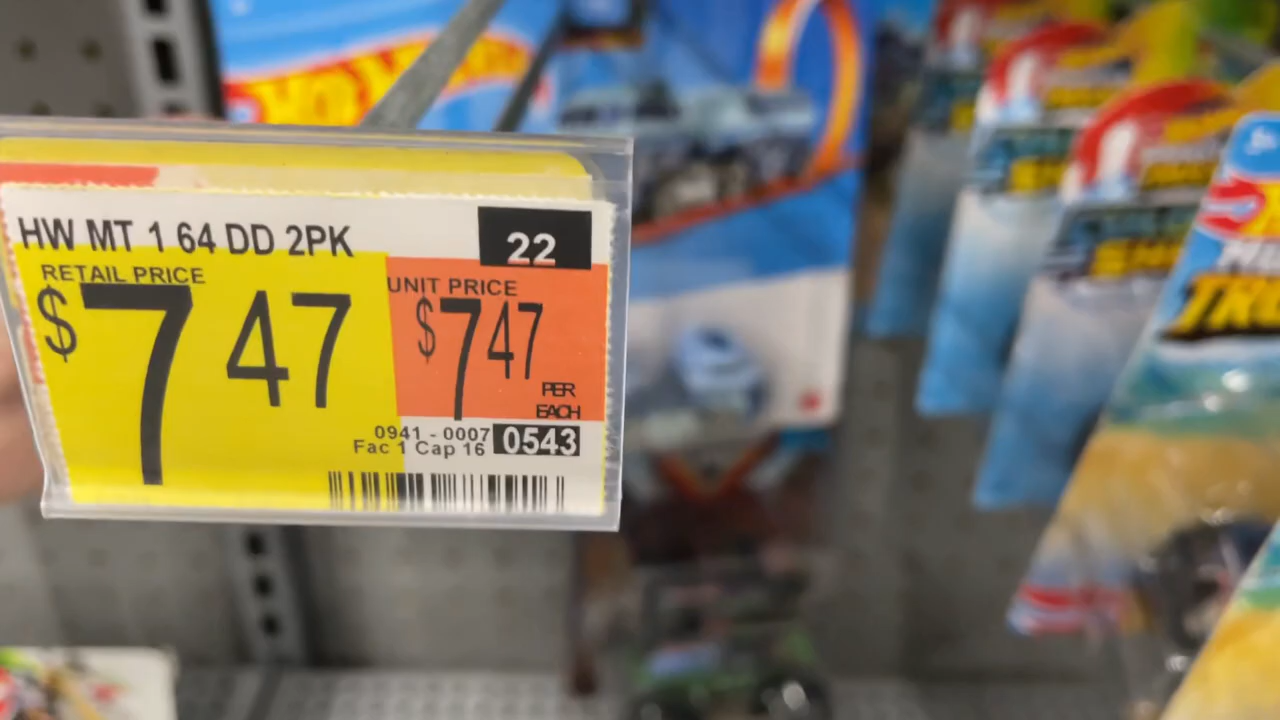 HW MT 1 64 DD 2PK
22
RETAIL PRICE
$7 47
UNIT PRICE
$7 47
PER
EACH
0941 - 0007 0543
Fac 1 Cap 16
HOT